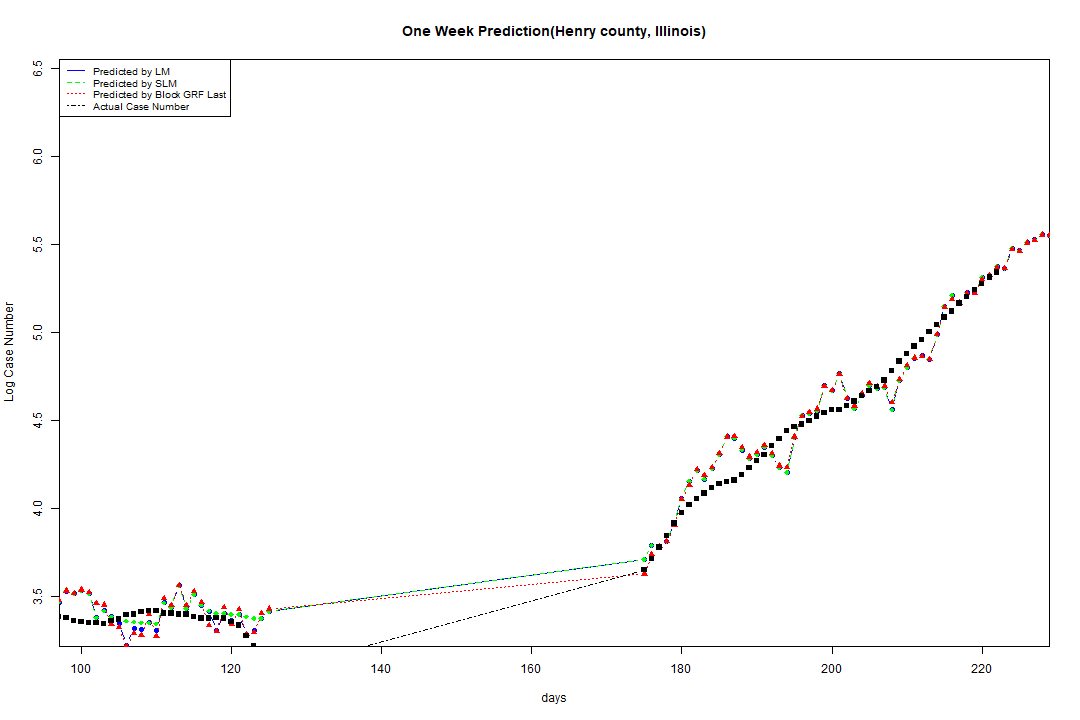 One Week Prediction(Henry county, Illinois)
Predicted by LM
Predicted by SLM
Predicted by Block GRF Last
Actual Case Number
6.5
6.0
5.5
5.0
4.5
4.0
3.5
Log Case Number
100 120 140 160 180 200 220
days